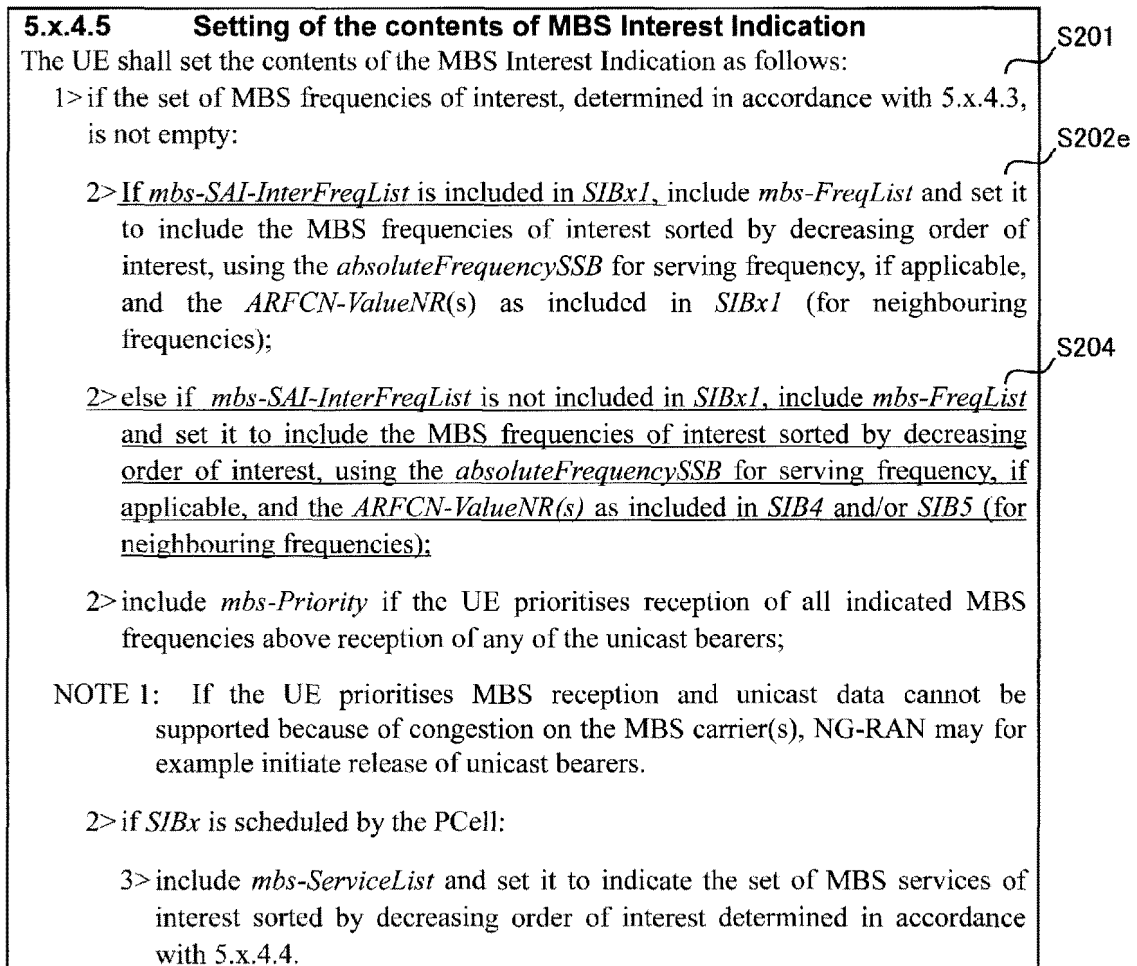 5.x.4.5 Setting of the contents of MBS Interest Indication
S201
The UE shall set the contents of the MBS Interest Indication as follows:
1> if the set of MBS frequencies of interest, determined in accordance with 5.x.4.3,
is not empty:
S202e
2> If mbs-SAI-InterFreqList is included in SIBx1, include mbs-FreqList and set it
to include the MBS frequencies of interest sorted by decreasing order of
interest, using the absoluteFrequencySSB for serving frequency, if applicable,
and the ARFCN-ValueNR(s) as included in SIBx1 (for neighbouring
frequencies);
S204
2> else if mbs-SAI-InterFreqList is not included in SIBx1, include mbs-FreqList
and set it to include the MBS frequencies of interest sorted by decreasing
order of interest, using the absoluteFrequencySSB for serving frequency, if
applicable, and the ARFCN-ValueNR(s) as included in SIB4 and/or SIB5 (for
neighbouring frequencies);
2> include mbs-Priority if the UE prioritises reception of all indicated MBS
frequencies above reception of any of the unicast bearers;
NOTE 1: If the UE prioritises MBS reception and unicast data cannot be
supported because of congestion on the MBS carrier(s), NG-RAN may for
example initiate release of unicast bearers.
2> if SIBx is scheduled by the PCell:
3> include mbs-ServiceList and set it to indicate the set of MBS services of
interest sorted by decreasing order of interest determined in accordance
with 5.x.4.4.